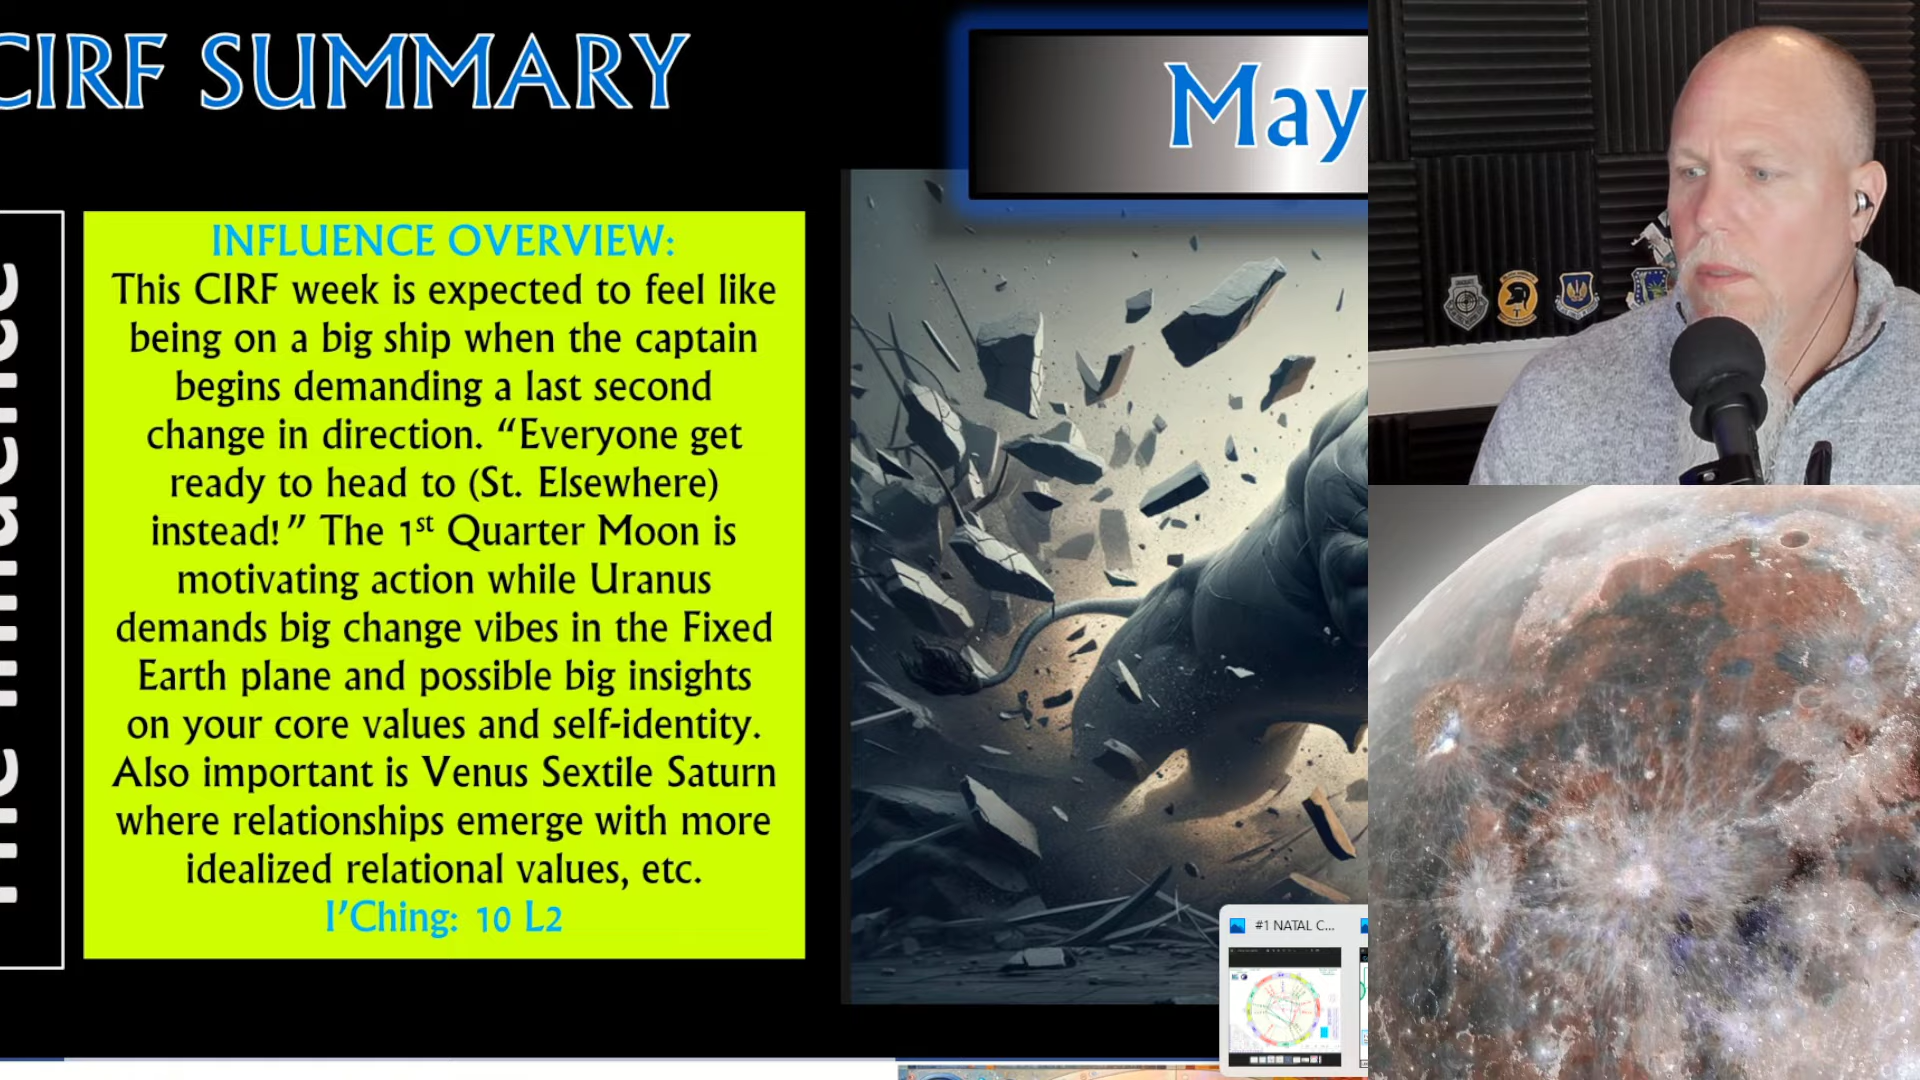 CIRF SUMMARY
May
INFLUENCE OVERVIEW:
This CIRF week is expected to feel like
being on a big ship when the captain
begins demanding a last second
change in direction. “Everyone get
ready to head to (St. Elsewhere)
instead!” The 1st Quarter Moon is
motivating action while Uranus
demands big change vibes in the Fixed
Earth plane and possible big insights
on your core values and self-identity.
Also important is Venus Sextile Saturn
where relationships emerge with more
idealized relational values, etc.
I’Ching: 10 L2
#1 NATAL C...